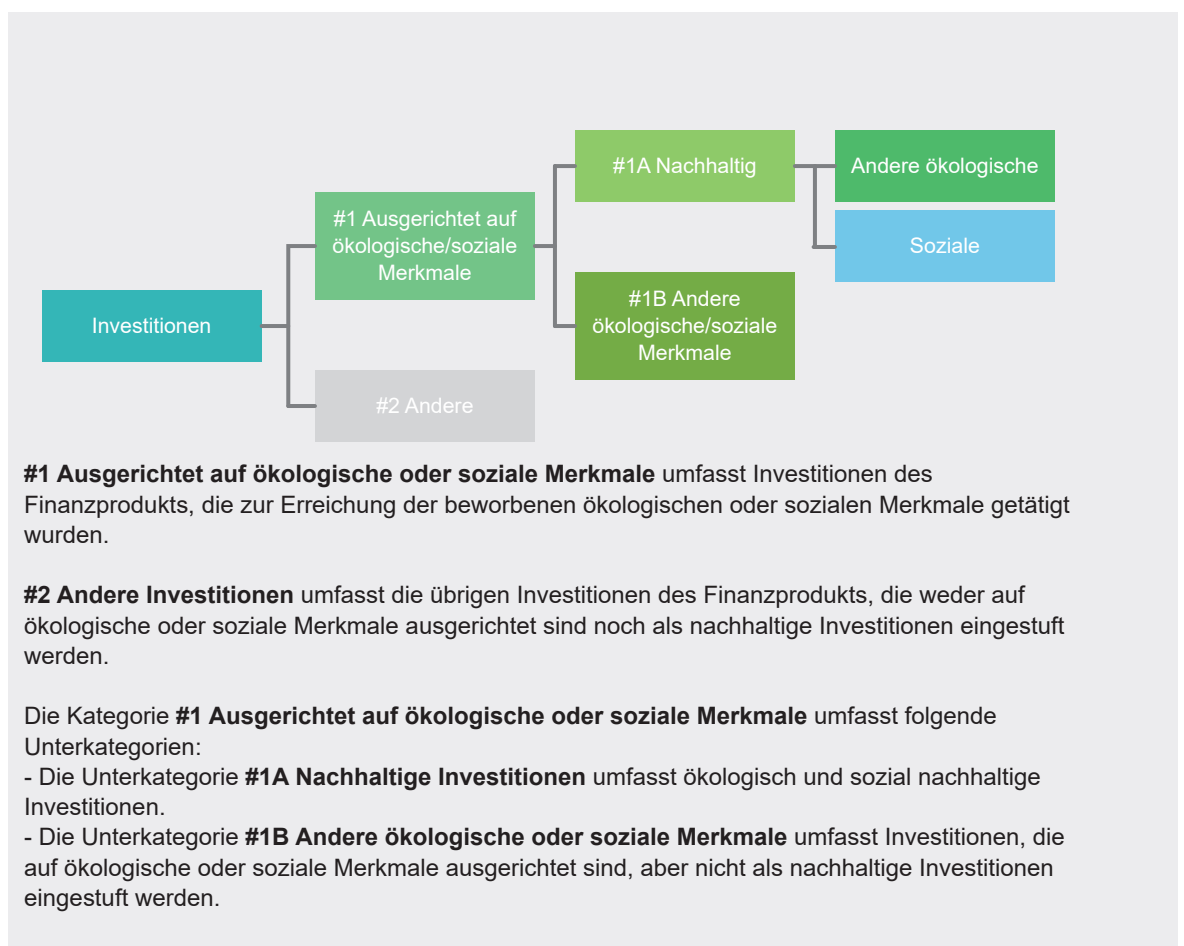 #1A Nachhaltig
Andere ökologische
#1 Ausgerichtet auf
ökologische/soziale
Merkmale
Soziale
Investitionen
#1B Andere
ökologische/soziale
Merkmale
#2 Andere
#1 Ausgerichtet auf ökologische oder soziale Merkmale umfasst Investitionen des
Finanzprodukts, die zur Erreichung der beworbenen ökologischen oder sozialen Merkmale getätigt
wurden.
#2 Andere Investitionen umfasst die übrigen Investitionen des Finanzprodukts, die weder auf
ökologische oder soziale Merkmale ausgerichtet sind noch als nachhaltige Investitionen eingestuft
werden.
Die Kategorie #1 Ausgerichtet auf ökologische oder soziale Merkmale umfasst folgende
Unterkategorien:
- Die Unterkategorie #1A Nachhaltige Investitionen umfasst ökologisch und sozial nachhaltige
Investitionen.
- Die Unterkategorie #1B Andere ökologische oder soziale Merkmale umfasst Investitionen, die
auf ökologische oder soziale Merkmale ausgerichtet sind, aber nicht als nachhaltige Investitionen
eingestuft werden.